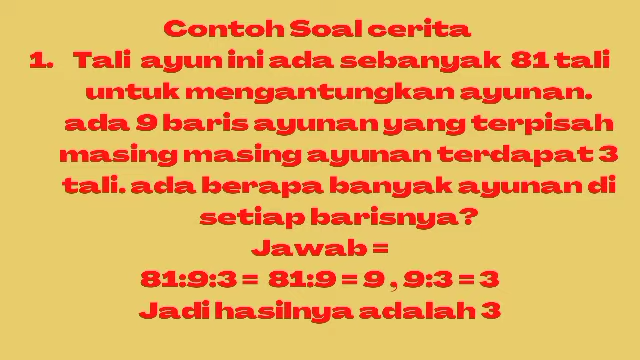 Contoh Soal cerita
1. Tali ayun ini ada sebanyak 81 tali
untuk mengantungkan ayunan.
ada 9 baris ayunan yang terpisah
masing masing ayunan terdapat 3
tali. ada berapa banyak ayunan di
setiap barisnya?
Jawab =
81:9:3 = 81:9 = 9 , 9:3 = 3
Jadi hasilnya adalah 3